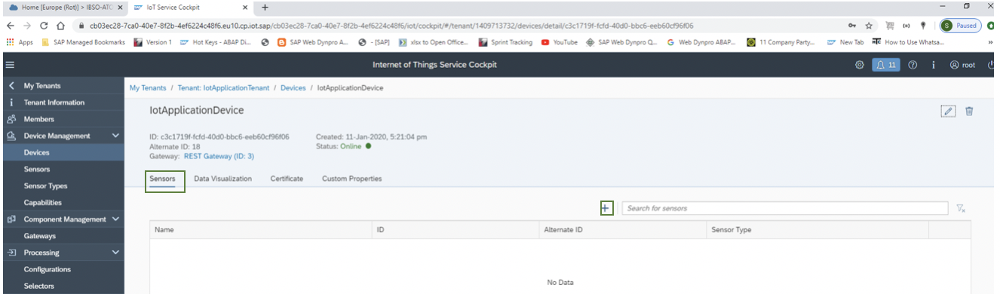 Home [Europe (Rot)] > IBSO-ATC
IoT Service Cockpit
cb03ec28-7ca0-40e7-8f2b-4ef6224c48f6.eu10.cp.iot.sap/cb03ec28-7ca0-40e7-8f2b-4ef6224c48f6/iot/cockpit/#/tenant/1409713732/devices/detail/c3c1719f-fcfd-40d0-bbc6-eeb60cf96f06
S Paused
Apps SAP Managed Bookmarks Version 1 Hot Keys - ABAP Di... SAP Web Dynpro A... - [SAP] xlsx to Open Office... Sprint Tracking YouTube SAP Web Dynpro Q... Web Dynpro ABAP... 11 Company Party... New Tab How to Use Whatsa... »
Internet of Things Service Cockpit
11
root
My Tenants
Tenant Information
Members
Device Management
Devices
Sensors
Sensor Types
Capabilities
Component Management
Gateways
Processing
Configurations
Selectors
My Tenants / Tenant: IotApplicationTenant / Devices / IotApplicationDevice
IotApplicationDevice
ID: c3c1719f-fcfd-40d0-bbc6-eeb60cf96f06
Alternate ID: 18
Gateway: REST Gateway (ID: 3)
Created: 11-Jan-2020, 5:21:04 pm
Status: Online
Sensors Data Visualization Certificate Custom Properties
Search for sensors
Name ID Alternate ID Sensor Type
No Data